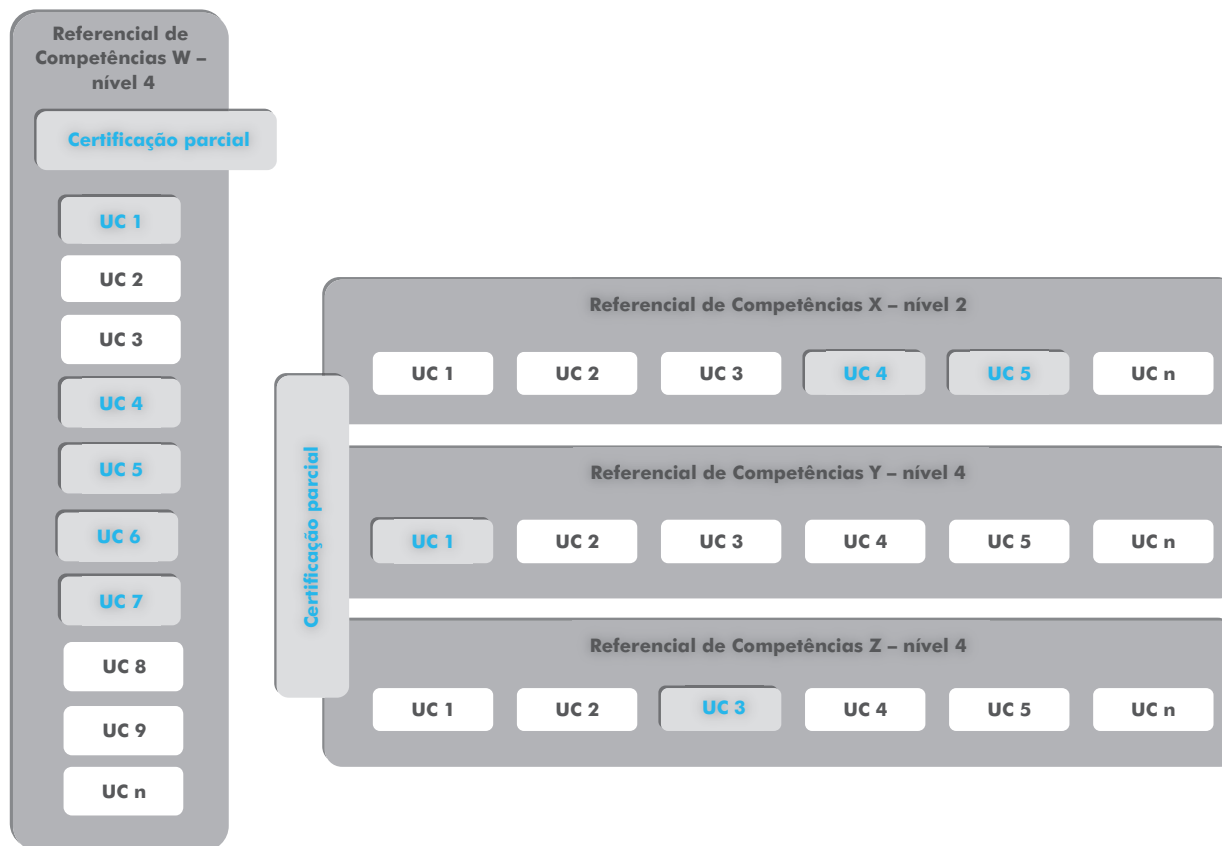 Referencial de
Competências W –
nível 4
Certificação parcial
UC 1
UC 2
UC 3
UC 4
UC 5
UC 6
UC 7
UC 8
UC 9
UC n
Certificação parcial
Referencial de Competências X – nível 2
UC 1 UC 2 UC 3 UC 4 UC 5 UC n
Referencial de Competências Y – nível 4
UC 1 UC 2 UC 3 UC 4 UC 5 UC n
Referencial de Competências Z – nível 4
UC 1 UC 2 UC 3 UC 4 UC 5 UC n